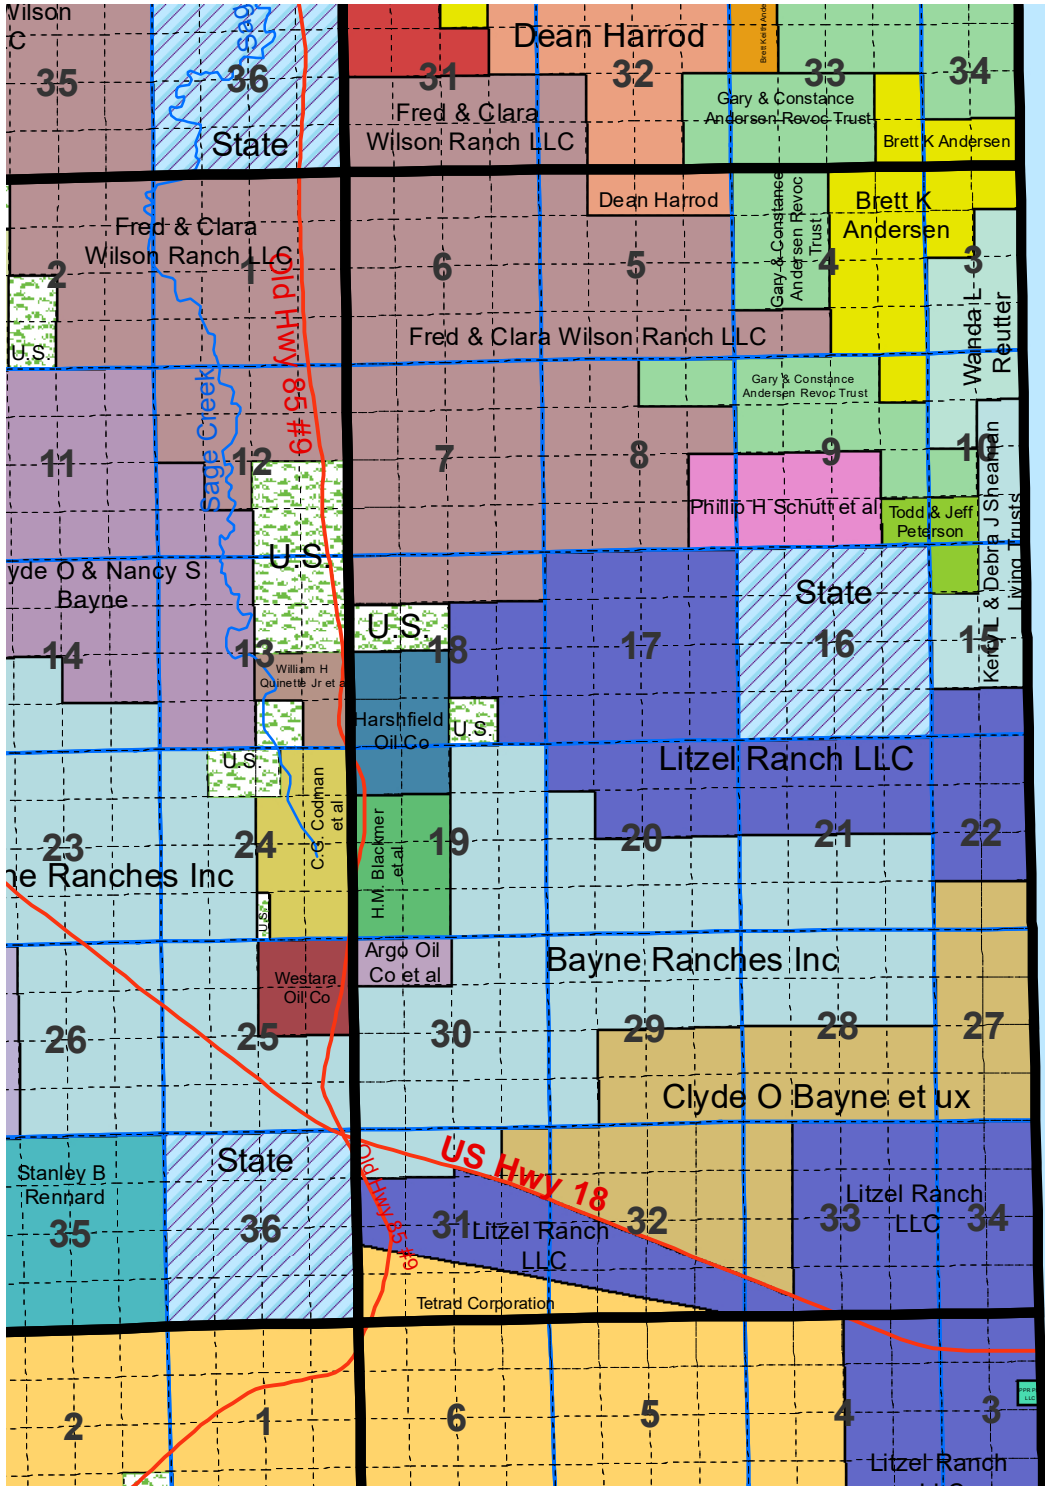 Wilson
C
35
36
Sag
State
31
Dean Harrod
32
33
34
Fred & Clara
Wilson Ranch LLC
Gary & Constance
Andersen Revoc Trust
Brett K Andersen
Fred & Clara
Wilson Ranch LLC
2
1
Old Hwy 85 #9
U.S.
6
5
Dean Harrod
Gary & Constance
Andersen Revoc
Trust
4
Brett K
Andersen
3
Wanda L
Reutter
Fred & Clara Wilson Ranch LLC
11
Sage Creek
12
7
8
Gary & Constance
Andersen Revoc Trust
9
10
Phillip H Schutt et al
Todd & Jeff
Peterson
Kerry L & Debra J Sheaman
Living Trusts
yde O & Nancy S
Bayne
U.S.
14
13
William H
Quinette Jr et a
U.S.
18
17
State
16
15
Harshfield
Oil Co
U.S.
Litzel Ranch LLC
U.S.
23
24
C.G. Codman
et al
H.M. Blackmer
et al
19
20
21
22
ne Ranches Inc
U.S.
Argo Oil
Co et al
Bayne Ranches Inc
Westara
Oil Co
26
25
30
29
28
27
Clyde O Bayne et ux
Stanley B
Rennard
35
State
36
US Hwy 18
Old Hwy 85 #9
31
Litzel Ranch
LLC
32
33
Litzel Ranch
LLC
34
Tetrad Corporation
2
1
6
5
4
3
LLC
Litzel Ranch